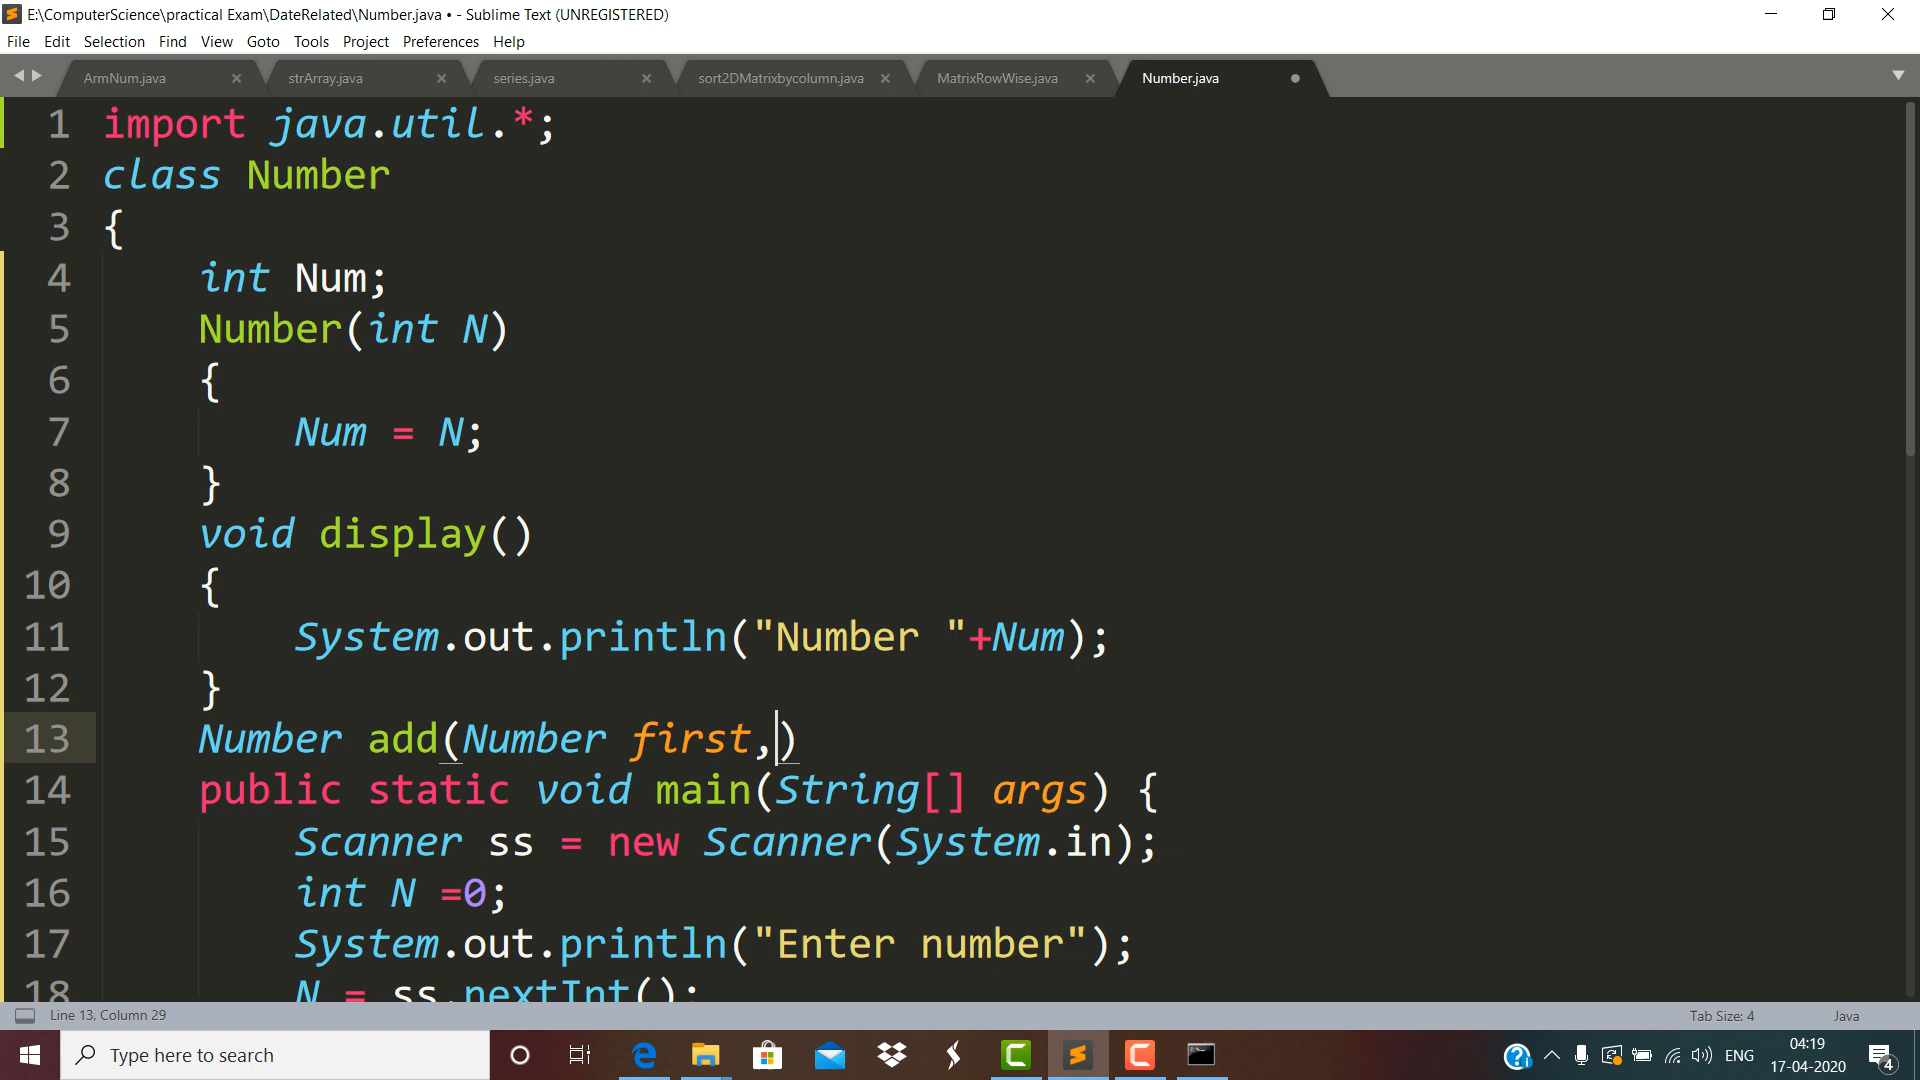 E:\ComputerScience\practical Exam\DateRelated\Number.java • - Sublime Text (UNREGISTERED)
File Edit Selection Find View Goto Tools Project Preferences Help
ArmNum.java strArray.java series.java sort2DMatrixbycolumn.java MatrixRowWise.java Number.java
1 import java.util.*;
2 class Number
3 {
4 int Num;
5 Number(int N)
6 {
7 Num = N;
8 }
9 void display()
10 {
11 System.out.println("Number "+Num);
12 }
13 Number add(Number first,)
14 public static void main(String[] args) {
15 Scanner ss = new Scanner(System.in);
16 int N =0;
17 System.out.println("Enter number");
18 N = ss.nextInt();
Line 13, Column 29 Tab Size: 4 Java
Type here to search ENG 04:19
17-04-2020 4